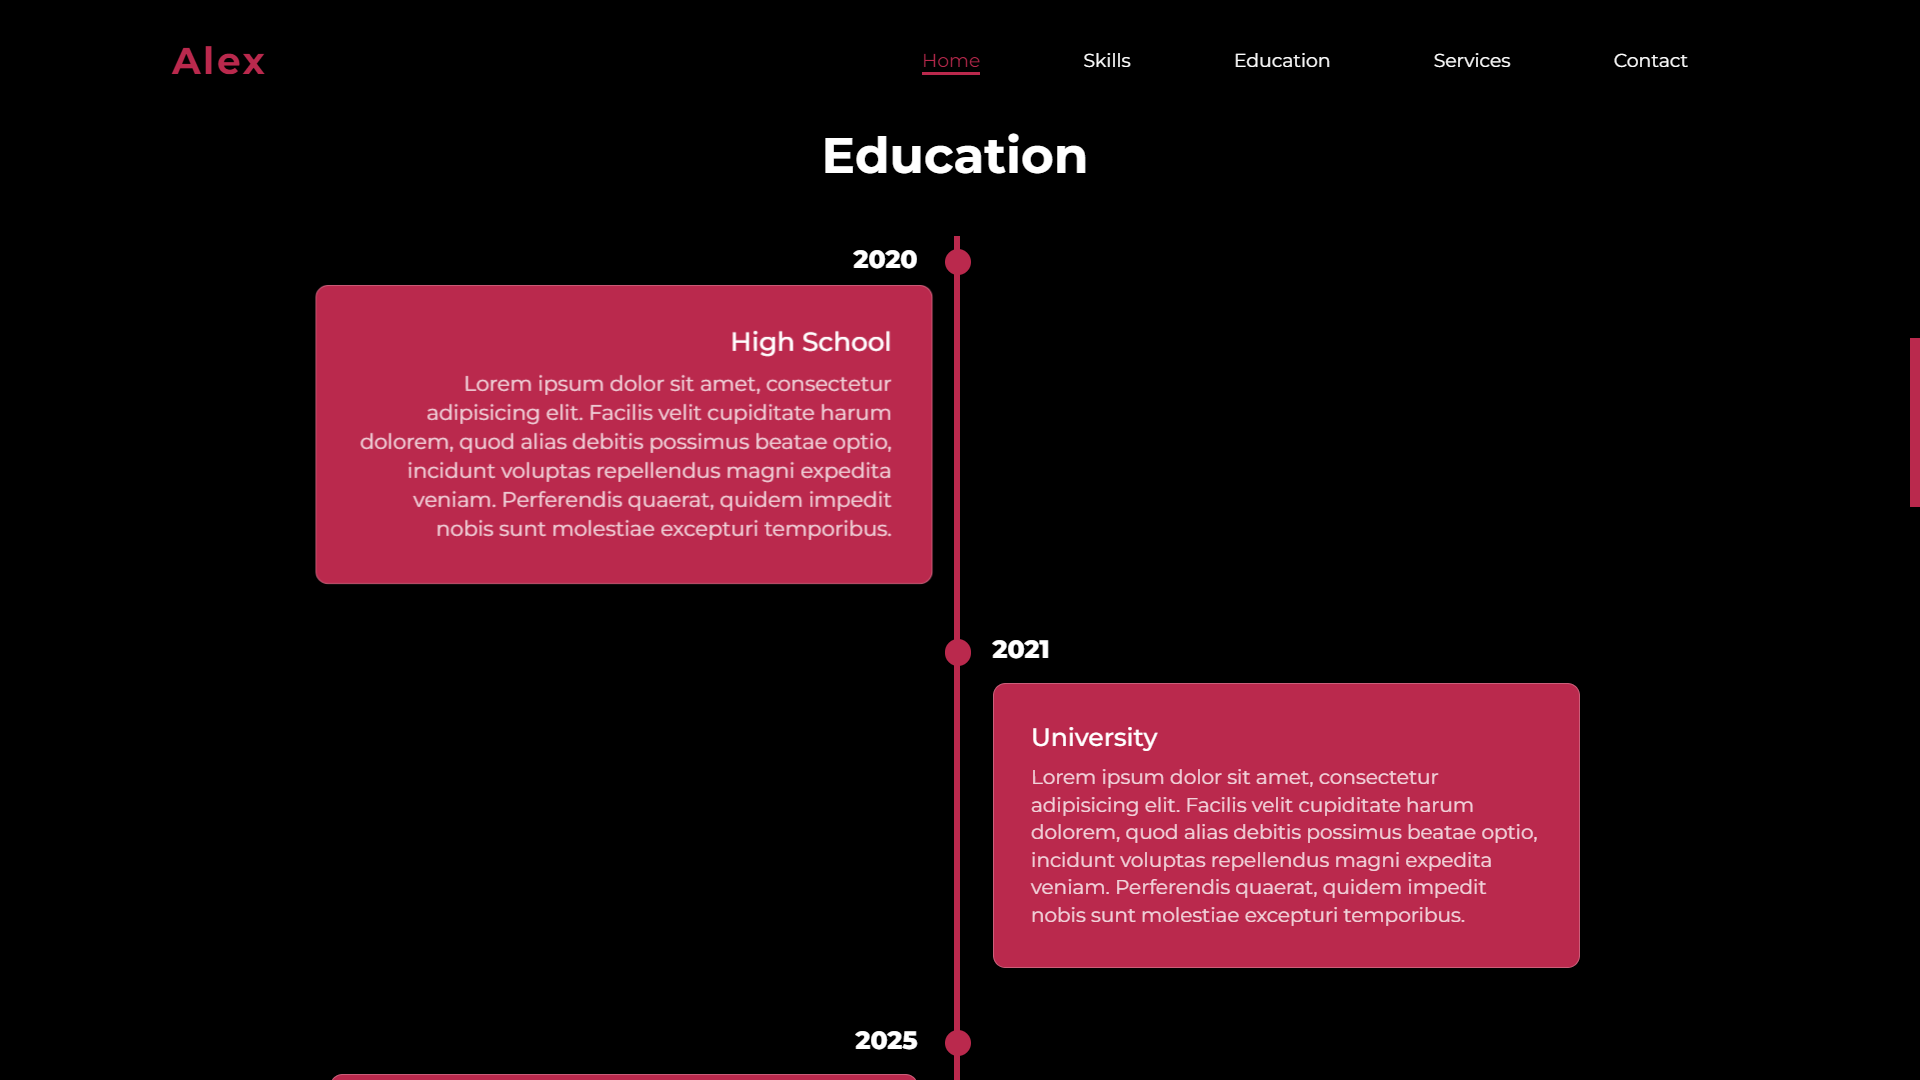 Alex
Home
Skills
Education
Services
Contact
Education
2020
High School
Lorem ipsum dolor sit amet, consectetur
adipisicing elit. Facilis velit cupiditate harum
dolorem, quod alias debitis possimus beatae optio,
incidunt voluptas repellendus magni expedita
veniam. Perferendis quaerat, quidem impedit
nobis sunt molestiae excepturi temporibus.
2021
University
Lorem ipsum dolor sit amet, consectetur
adipisicing elit. Facilis velit cupiditate harum
dolorem, quod alias debitis possimus beatae optio,
incidunt voluptas repellendus magni expedita
veniam. Perferendis quaerat, quidem impedit
nobis sunt molestiae excepturi temporibus.
2025